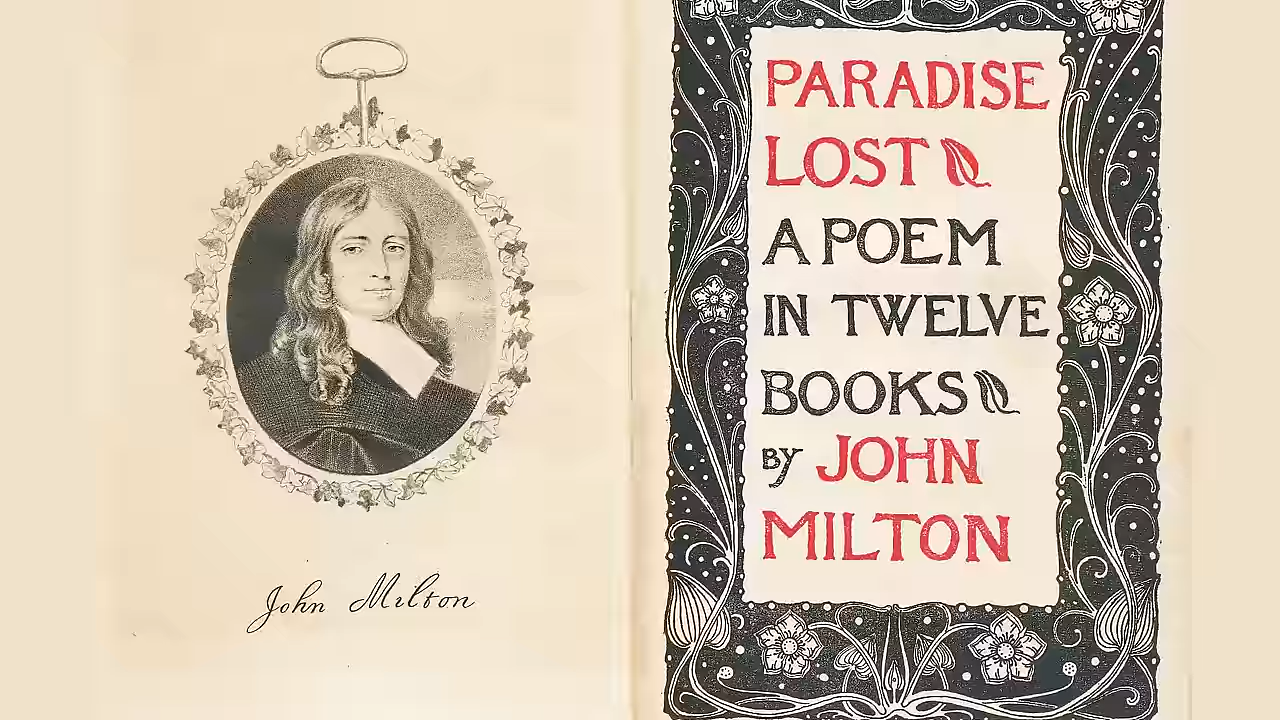 John Milton
PARADISE
LOST
A POEM
IN TWELVE
BOOKS
BY JOHN
MILTON